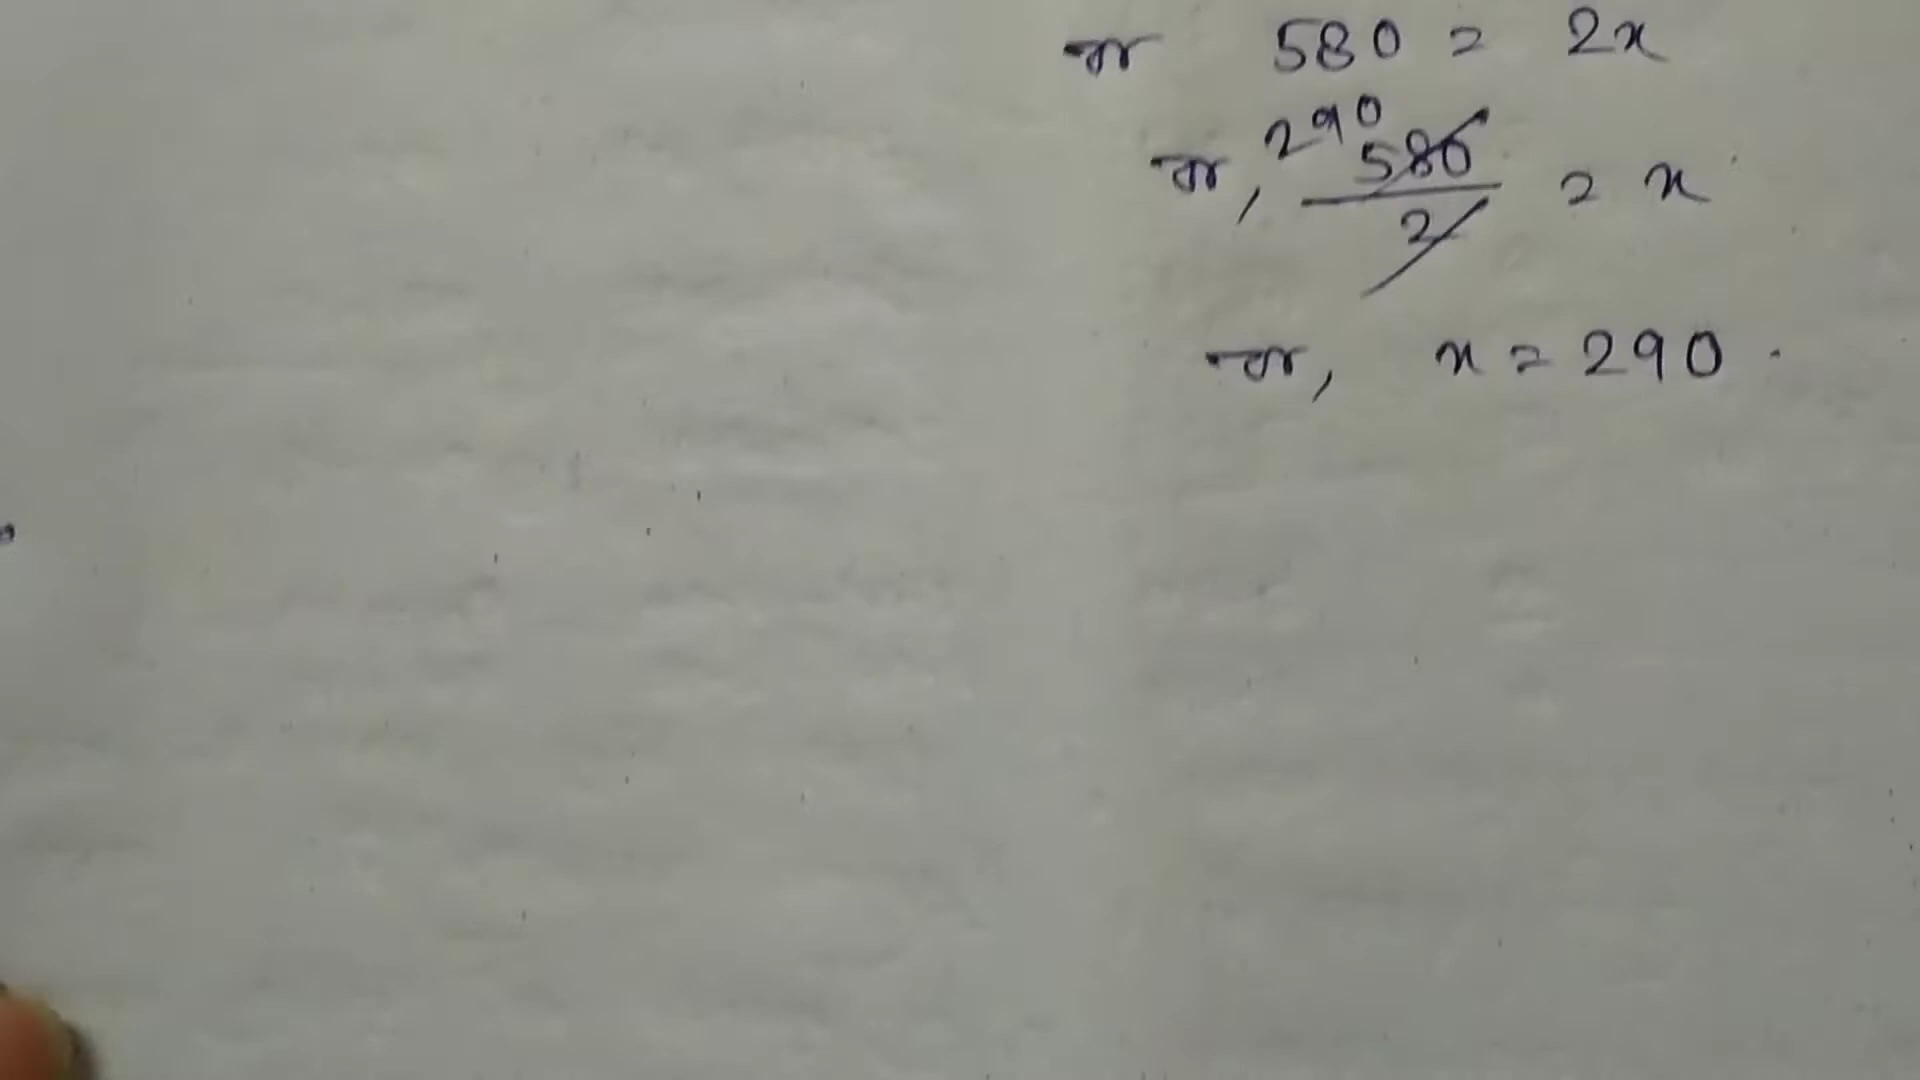 বা 580 = 2x
বা, 290 580/2 = x
বা, x = 290.